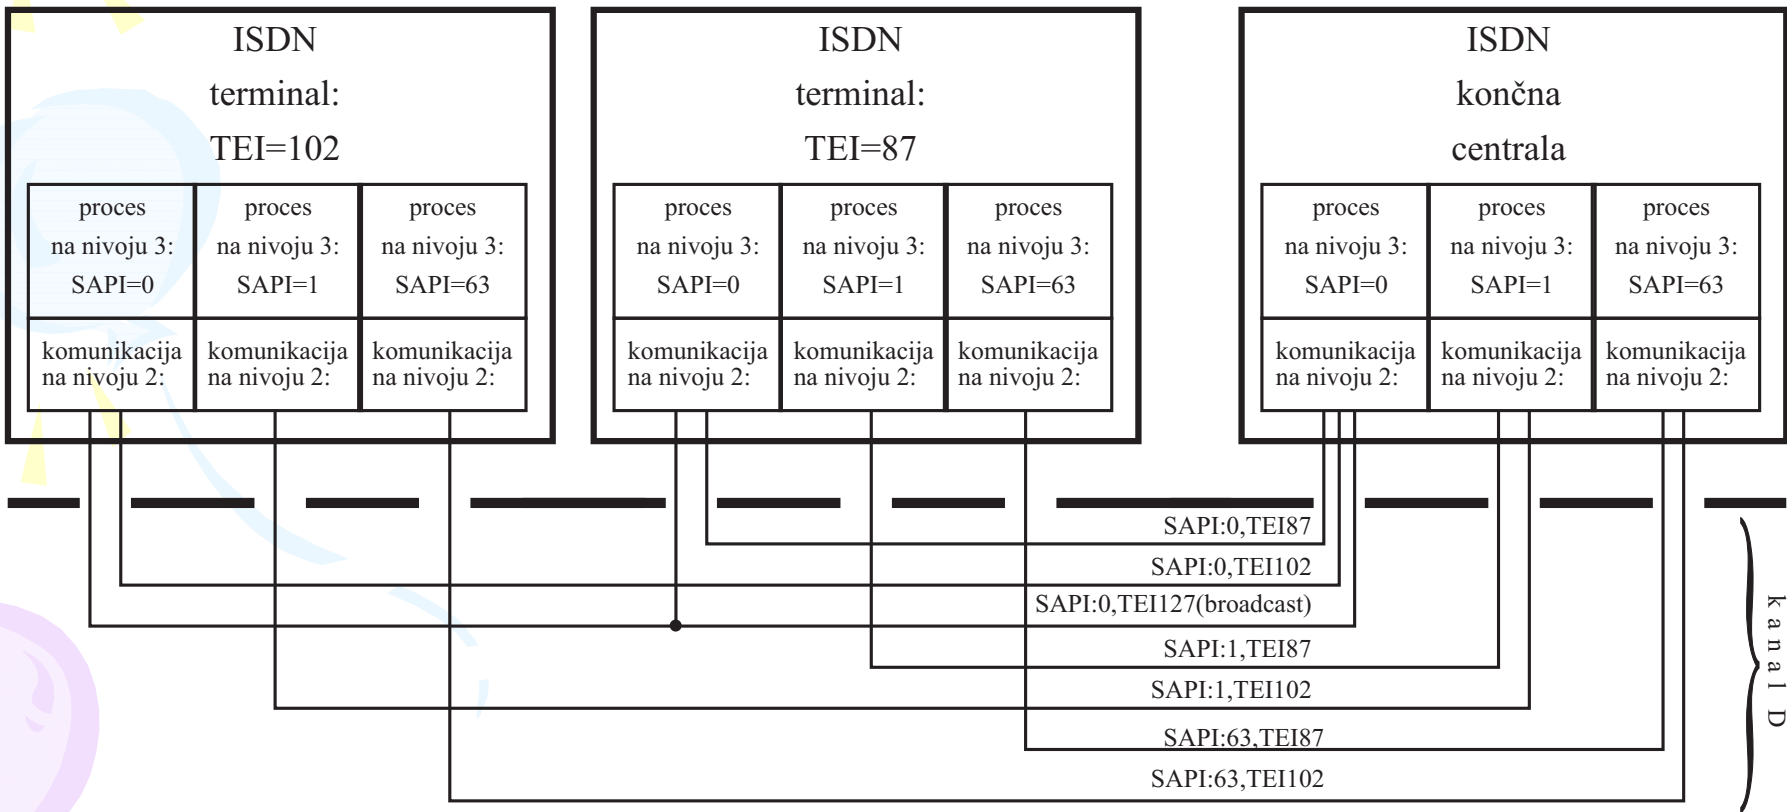 ISDN
terminal:
TEI=102
proces
na nivoju 3:
SAPI=0
proces
na nivoju 3:
SAPI=1
proces
na nivoju 3:
SAPI=63
komunikacija
na nivoju 2:
komunikacija
na nivoju 2:
komunikacija
na nivoju 2:
ISDN
terminal:
TEI=87
proces
na nivoju 3:
SAPI=0
proces
na nivoju 3:
SAPI=1
proces
na nivoju 3:
SAPI=63
komunikacija
na nivoju 2:
komunikacija
na nivoju 2:
komunikacija
na nivoju 2:
ISDN
končna
centrala
proces
na nivoju 3:
SAPI=0
proces
na nivoju 3:
SAPI=1
proces
na nivoju 3:
SAPI=63
komunikacija
na nivoju 2:
komunikacija
na nivoju 2:
komunikacija
na nivoju 2:
SAPI:0,TEI87
SAPI:0,TEI102
SAPI:0,TEI127(broadcast)
SAPI:1,TEI87
SAPI:1,TEI102
SAPI:63,TEI87
SAPI:63,TEI102
kanal D